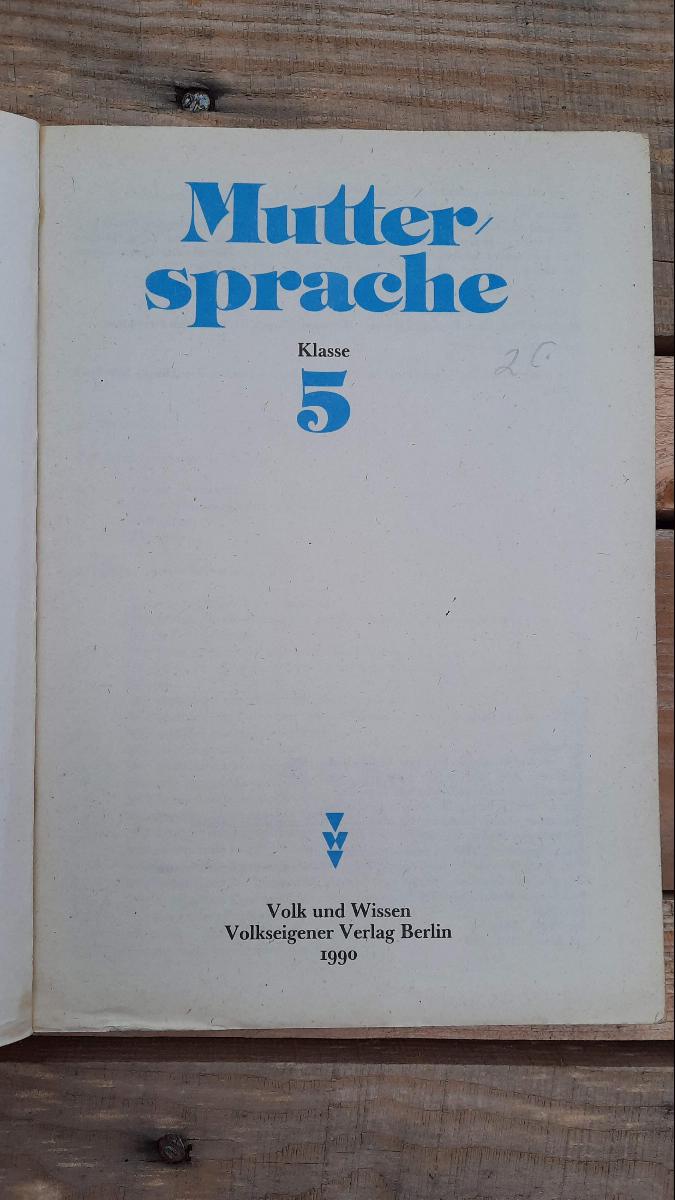 Mutter-
sprache
Klasse
5
Volk und Wissen
Volkseigener Verlag Berlin
1990